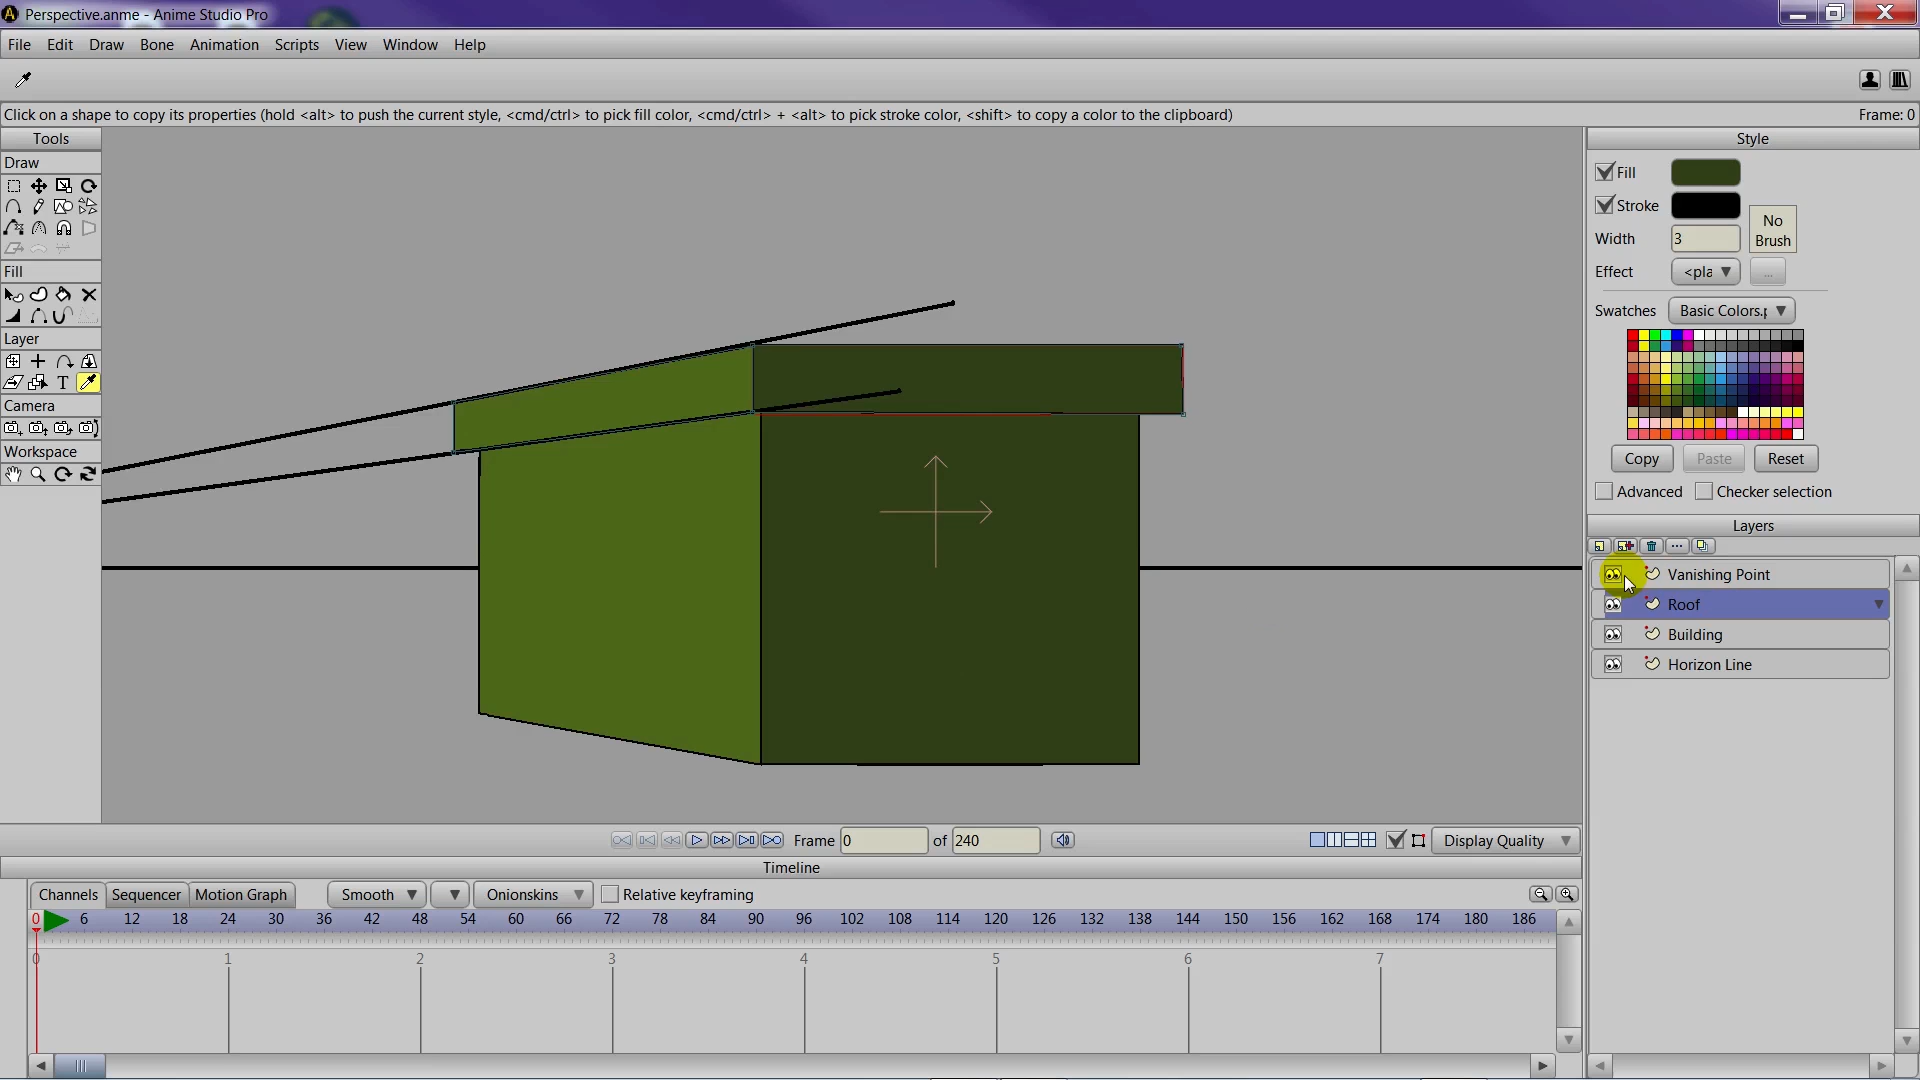 Perspective.anme - Anime Studio Pro
File Edit Draw Bone Animation Scripts View Window Help
Click on a shape to copy its properties (hold <alt> to push the current style, <cmd/ctrl> to pick fill color, <cmd/ctrl> + <alt> to pick stroke color, <shift> to copy a color to the clipboard) Frame: 0
Tools
Draw
Fill
Layer
T
Camera
Workspace
Style
Fill
Stroke
Width 3
No
Brush
Effect <pla ...
Swatches Basic Colors.p
Copy Paste Reset
Advanced Checker selection
Layers
Vanishing Point
Roof
Building
Horizon Line
Frame 0 of 240 Display Quality
Timeline
Channels Sequencer Motion Graph Smooth Onionskins Relative keyframing
0 6 12 18 24 30 36 42 48 54 60 66 72 78 84 90 96 102 108 114 120 126 132 138 144 150 156 162 168 174 180 186
0 1 2 3 4 5 6 7